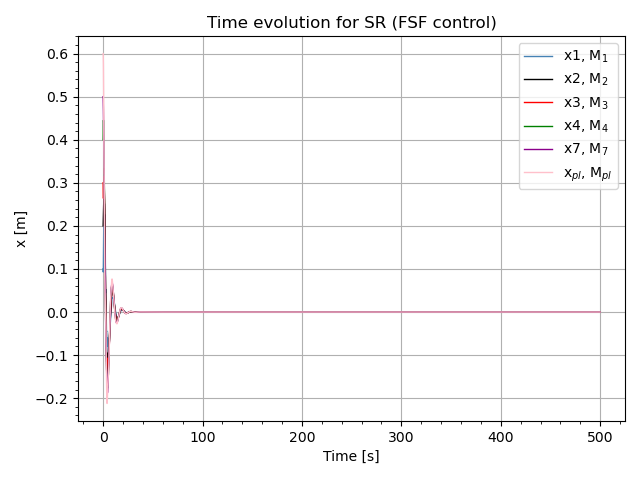 Time evolution for SR (FSF control)
x1, M₁
x2, M₂
x3, M₃
x4, M₄
x7, M₇
x_pl, M_pl
x [m]
0.6
0.5
0.4
0.3
0.2
0.1
0.0
−0.1
−0.2
0 100 200 300 400 500
Time [s]